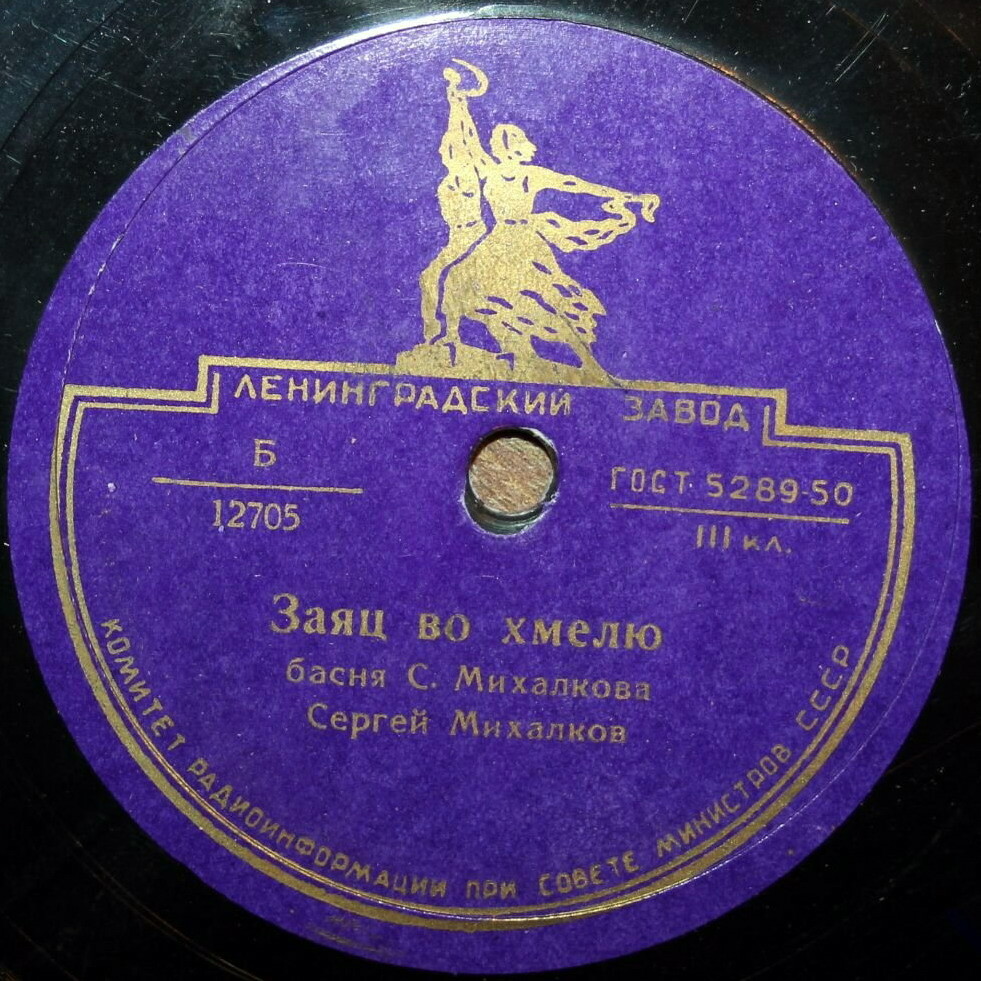 ЛЕНИНГРАДСКИЙ ЗАВОД
Б
12705
ГОСТ 5289-50
III кл.
Заяц во хмелю
басня С. Михалкова
Сергей Михалков
КОМИТЕТ РАДИОИНФОРМАЦИИ ПРИ СОВЕТЕ МИНИСТРОВ СССР